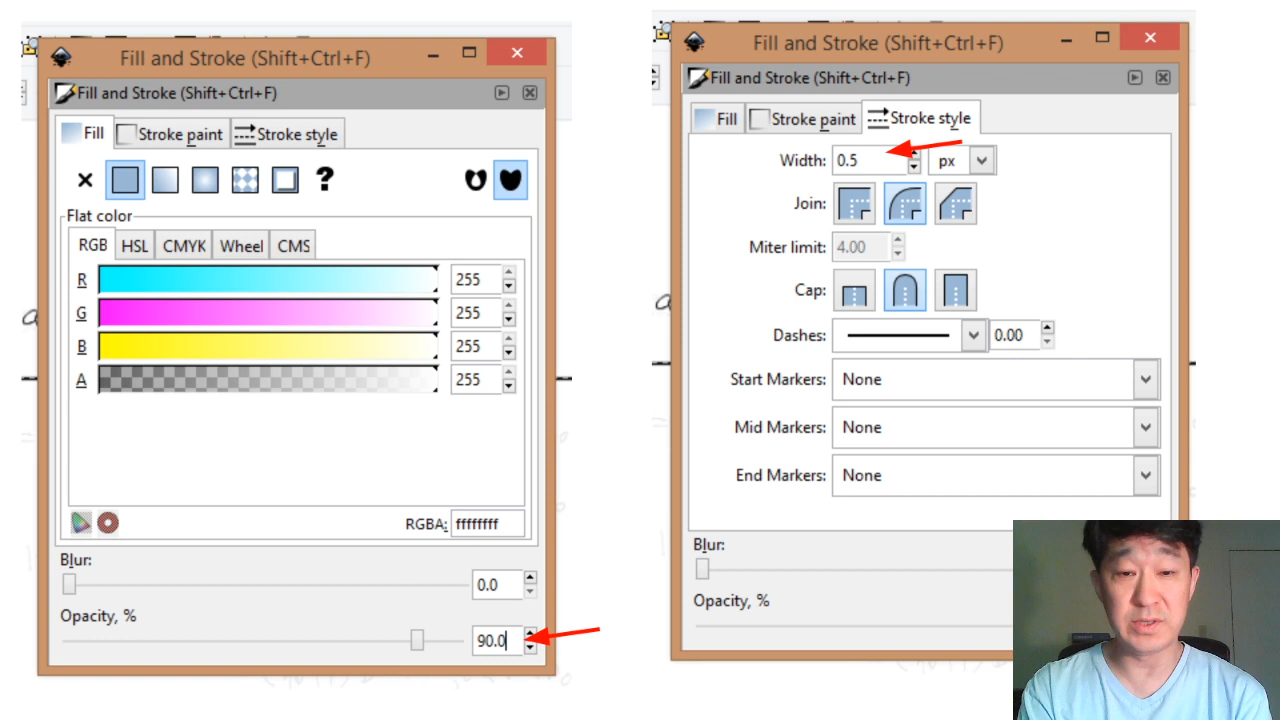 Fill and Stroke (Shift+Ctrl+F)
Fill and Stroke (Shift+Ctrl+F)
Fill Stroke paint Stroke style
?
Flat color
RGB HSL CMYK Wheel CMS
R 255
G 255
B 255
A 255
RGBA: ffffffff
Blur:
0.0
Opacity, %
90.0
Fill and Stroke (Shift+Ctrl+F)
Fill and Stroke (Shift+Ctrl+F)
Fill Stroke paint Stroke style
Width: 0.5 px
Join:
Miter limit: 4.00
Cap:
Dashes: 0.00
Start Markers: None
Mid Markers: None
End Markers: None
Blur:
Opacity, %